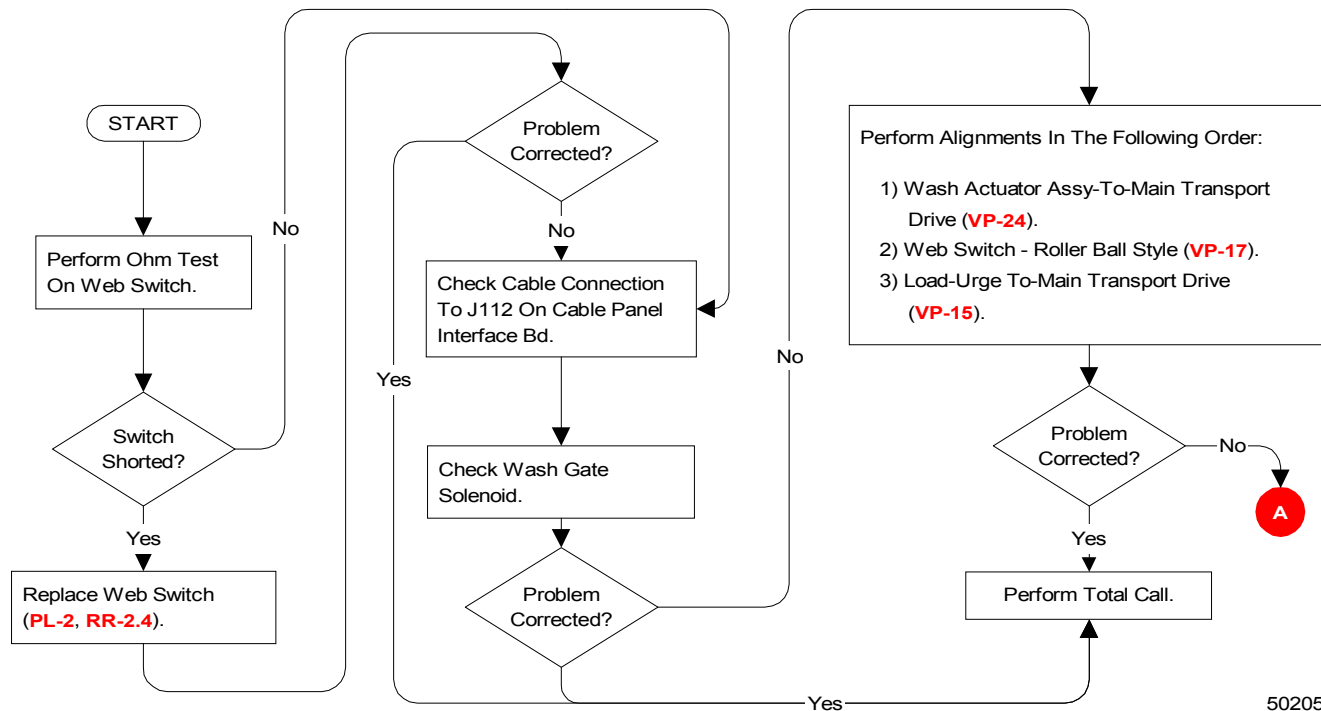 START
Perform Ohm Test
On Web Switch.
Switch
Shorted?
No
Yes
Replace Web Switch
(PL-2, RR-2.4).
Problem
Corrected?
Yes
No
Check Cable Connection
To J112 On Cable Panel
Interface Bd.
Check Wash Gate
Solenoid.
Problem
Corrected?
No
Yes
Perform Alignments In The Following Order:
1) Wash Actuator Assy-To-Main Transport
Drive (VP-24).
2) Web Switch - Roller Ball Style (VP-17).
3) Load-Urge To-Main Transport Drive
(VP-15).
Problem
Corrected?
No
A
Yes
Perform Total Call.
50205